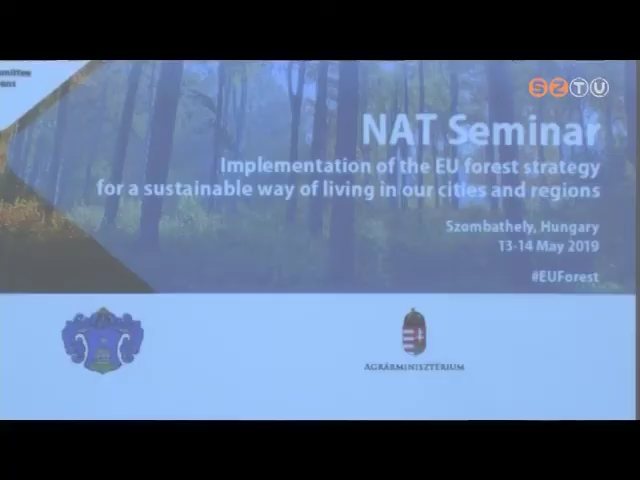 SZTV
NAT Seminar
Implementation of the EU forest strategy
for a sustainable way of living in our cities and regions
Szombathely, Hungary
13-14 May 2019
#EUForest
AGRÁRMINISZTÉRIUM